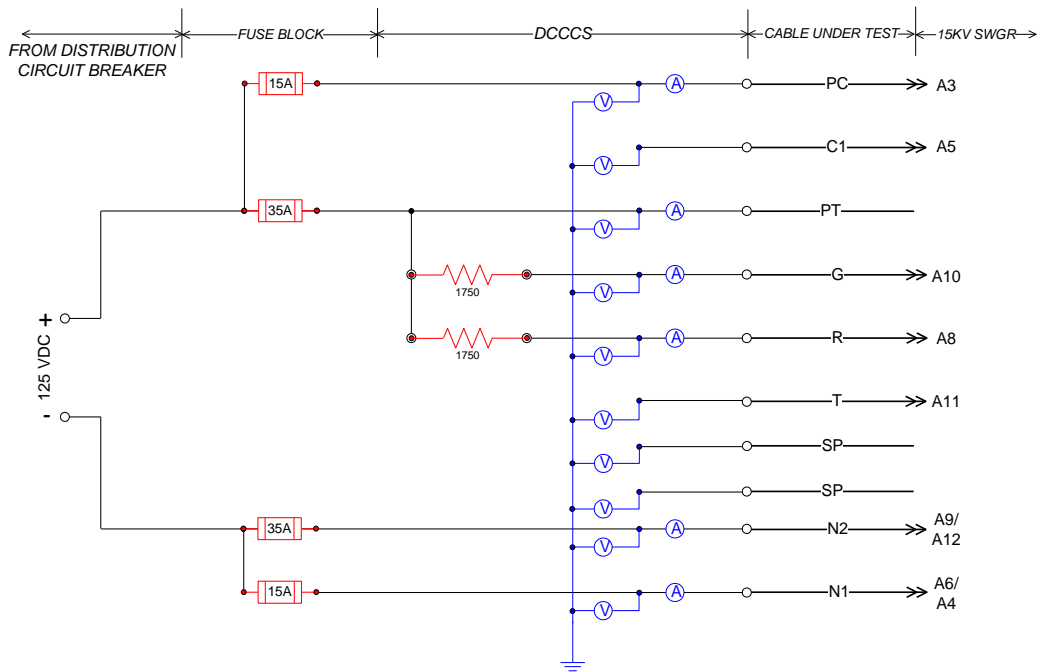 FROM DISTRIBUTION
CIRCUIT BREAKER
FUSE BLOCK
DCCCS
CABLE UNDER TEST
15KV SWGR
15A
V
A
PC
A3
V
C1
A5
35A
V
A
PT
1750
V
A
G
A10
125 VDC
+
-
1750
V
A
R
A8
V
T
A11
V
SP
V
SP
35A
V
A
N2
A9/
A12
15A
V
A
N1
A6/
A4